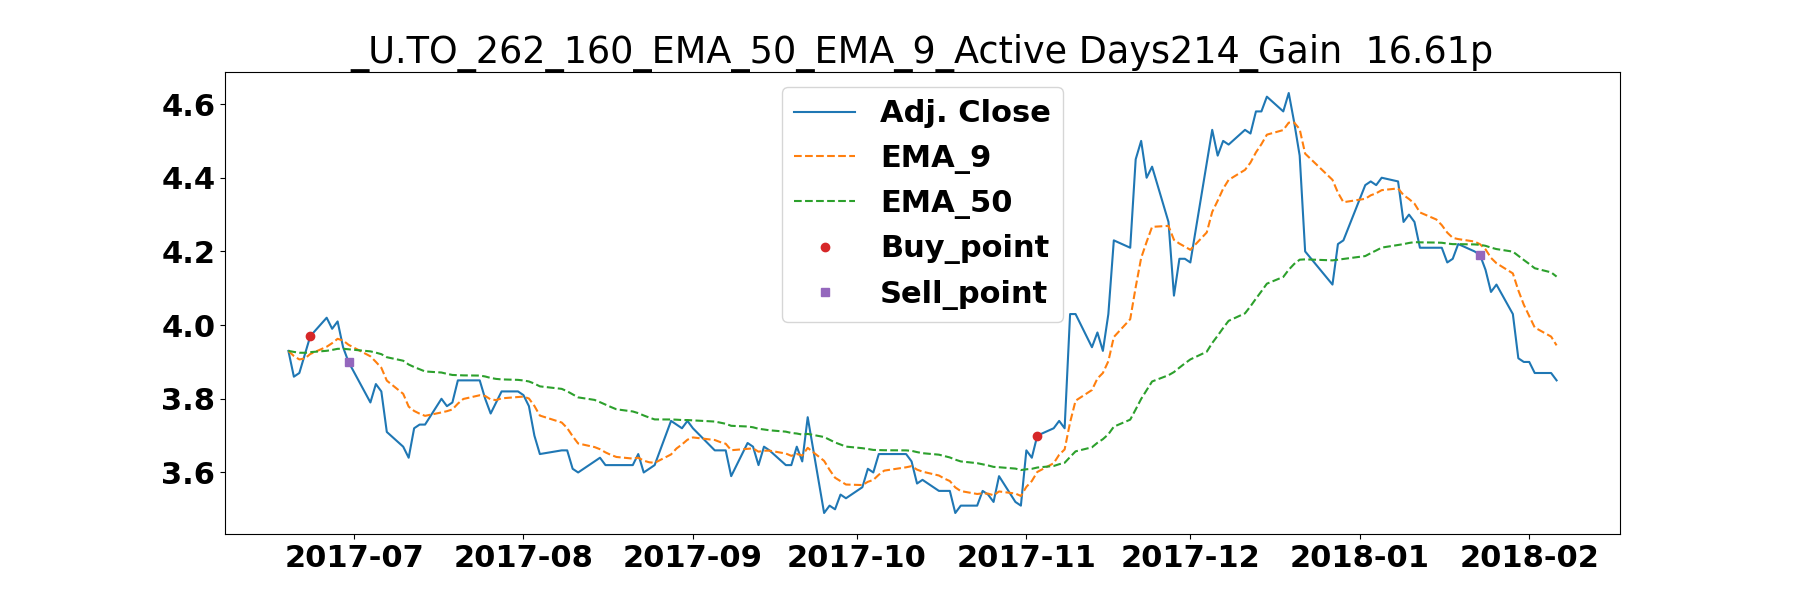 _U.TO_262_160_EMA_50_EMA_9_Active Days214_Gain  16.61p
4.6
4.4
4.2
4.0
3.8
3.6
Adj. Close
EMA_9
EMA_50
Buy_point
Sell_point
2017-07 2017-08 2017-09 2017-10 2017-11 2017-12 2018-01 2018-02